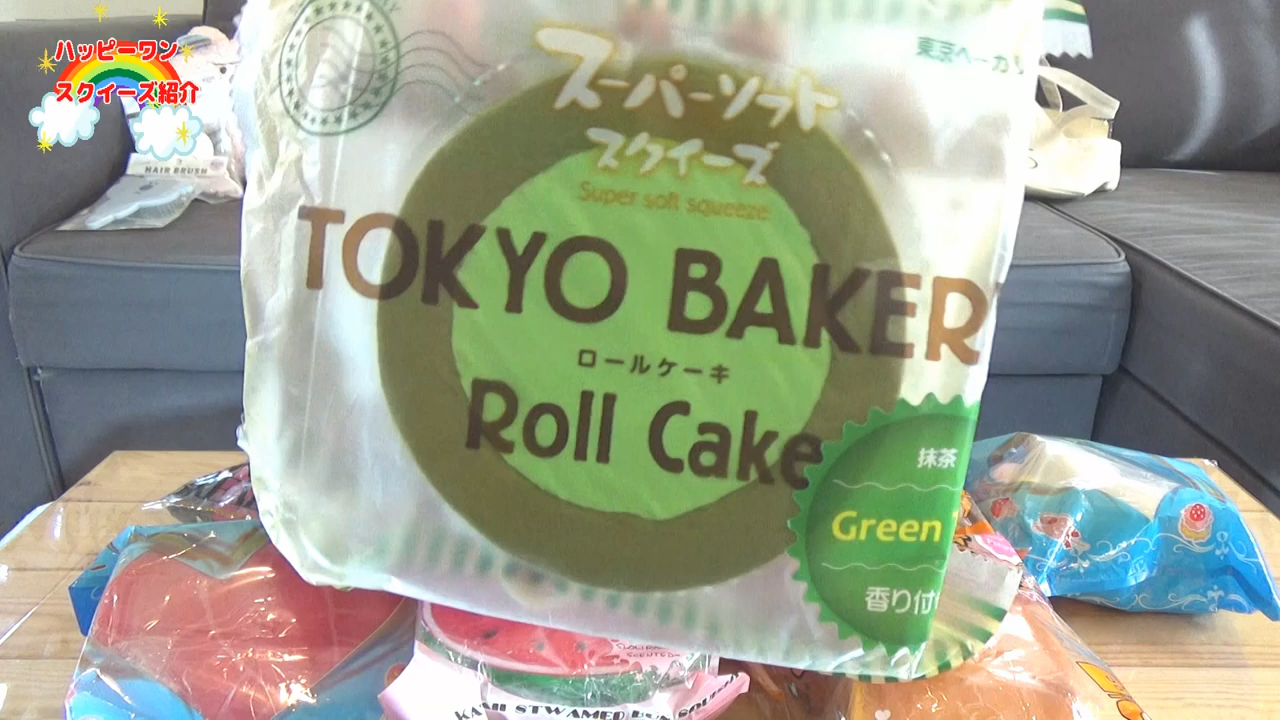 ハッピーワン
スクイーズ紹介
HAIR BRUSH
東京ベーカリ
スーパーソフト
スクイーズ
Super soft squeeze
TOKYO BAKER
ロールケーキ
Roll Cake
抹茶
Green
香り付
SCENTED